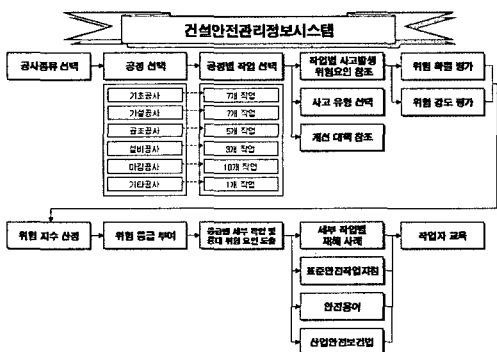 건설안전관리정보시스템
공사종류 선택
공정 선택
공정별 작업 선택
작업별 사고발생
위험요인 참조
위험 확률 평가
기초공사
7개 작업
가설공사
7개 작업
골조공사
5개 작업
설비공사
3개 작업
마감공사
10개 작업
기타공사
1개 작업
사고 유형 선택
위험 강도 평가
개선 대책 참조
위험 지수 산정
위험 등급 부여
등급별 세부 작업 및
중대 위험 요인 도출
세부 작업별
재해 사례
작업자 교육
표준안전작업지침
안전용어
산업안전보건법